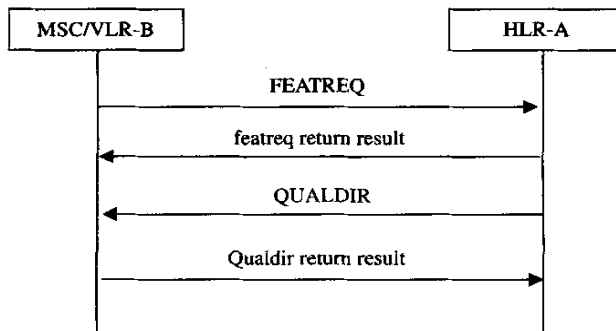 MSC/VLR-B
HLR-A
FEATREQ
featreq return result
QUALDIR
Qualdir return result